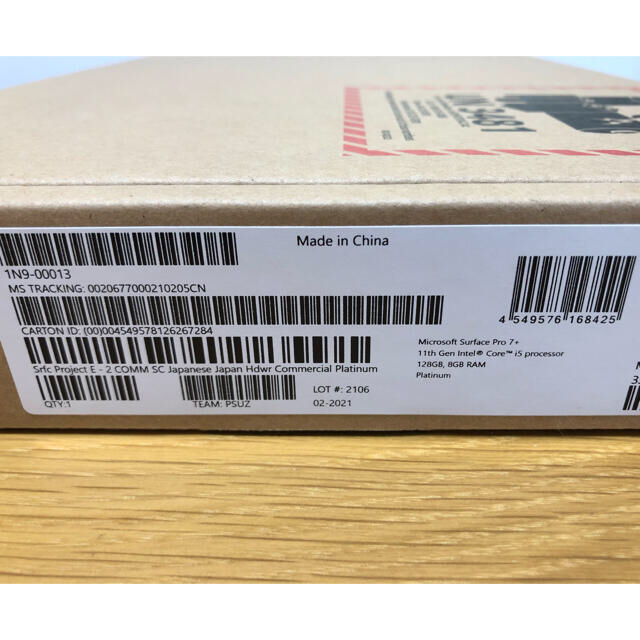 UN 3481
Made in China
1N9-00013
MS TRACKING: 0020677000210205CN
4 549576 168425
CARTON ID: (00)004549578126267284
Microsoft Surface Pro 7+
11th Gen Intel® Core™ i5 processor
128GB, 8GB RAM
Platinum
Srfc Project E - 2 COMM SC Japanese Japan Hdwr Commercial Platinum
LOT #: 2106
QTY:1
TEAM: PSUZ
02-2021